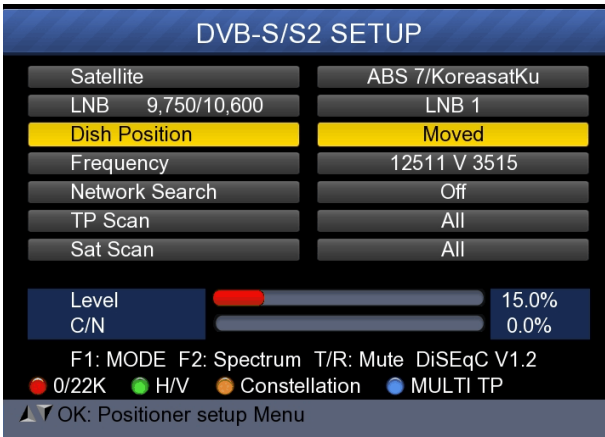 DVB-S/S2 SETUP
Satellite ABS 7/KoreasatKu
LNB 9,750/10,600 LNB 1
Dish Position Moved
Frequency 12511 V 3515
Network Search Off
TP Scan All
Sat Scan All
Level 15.0%
C/N 0.0%
F1: MODE F2: Spectrum T/R: Mute DiSEqC V1.2
0/22K H/V Constellation MULTI TP
OK: Positioner setup Menu